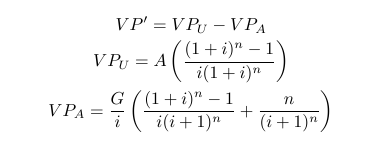 VP' = VP_U − VP_A
VP_U = A ( ((1 + i)^n − 1) / (i(1 + i)^n) )
VP_A = G/i ( ((1 + i)^n − 1) / (i(i + 1)^n) + n / (i + 1)^n )